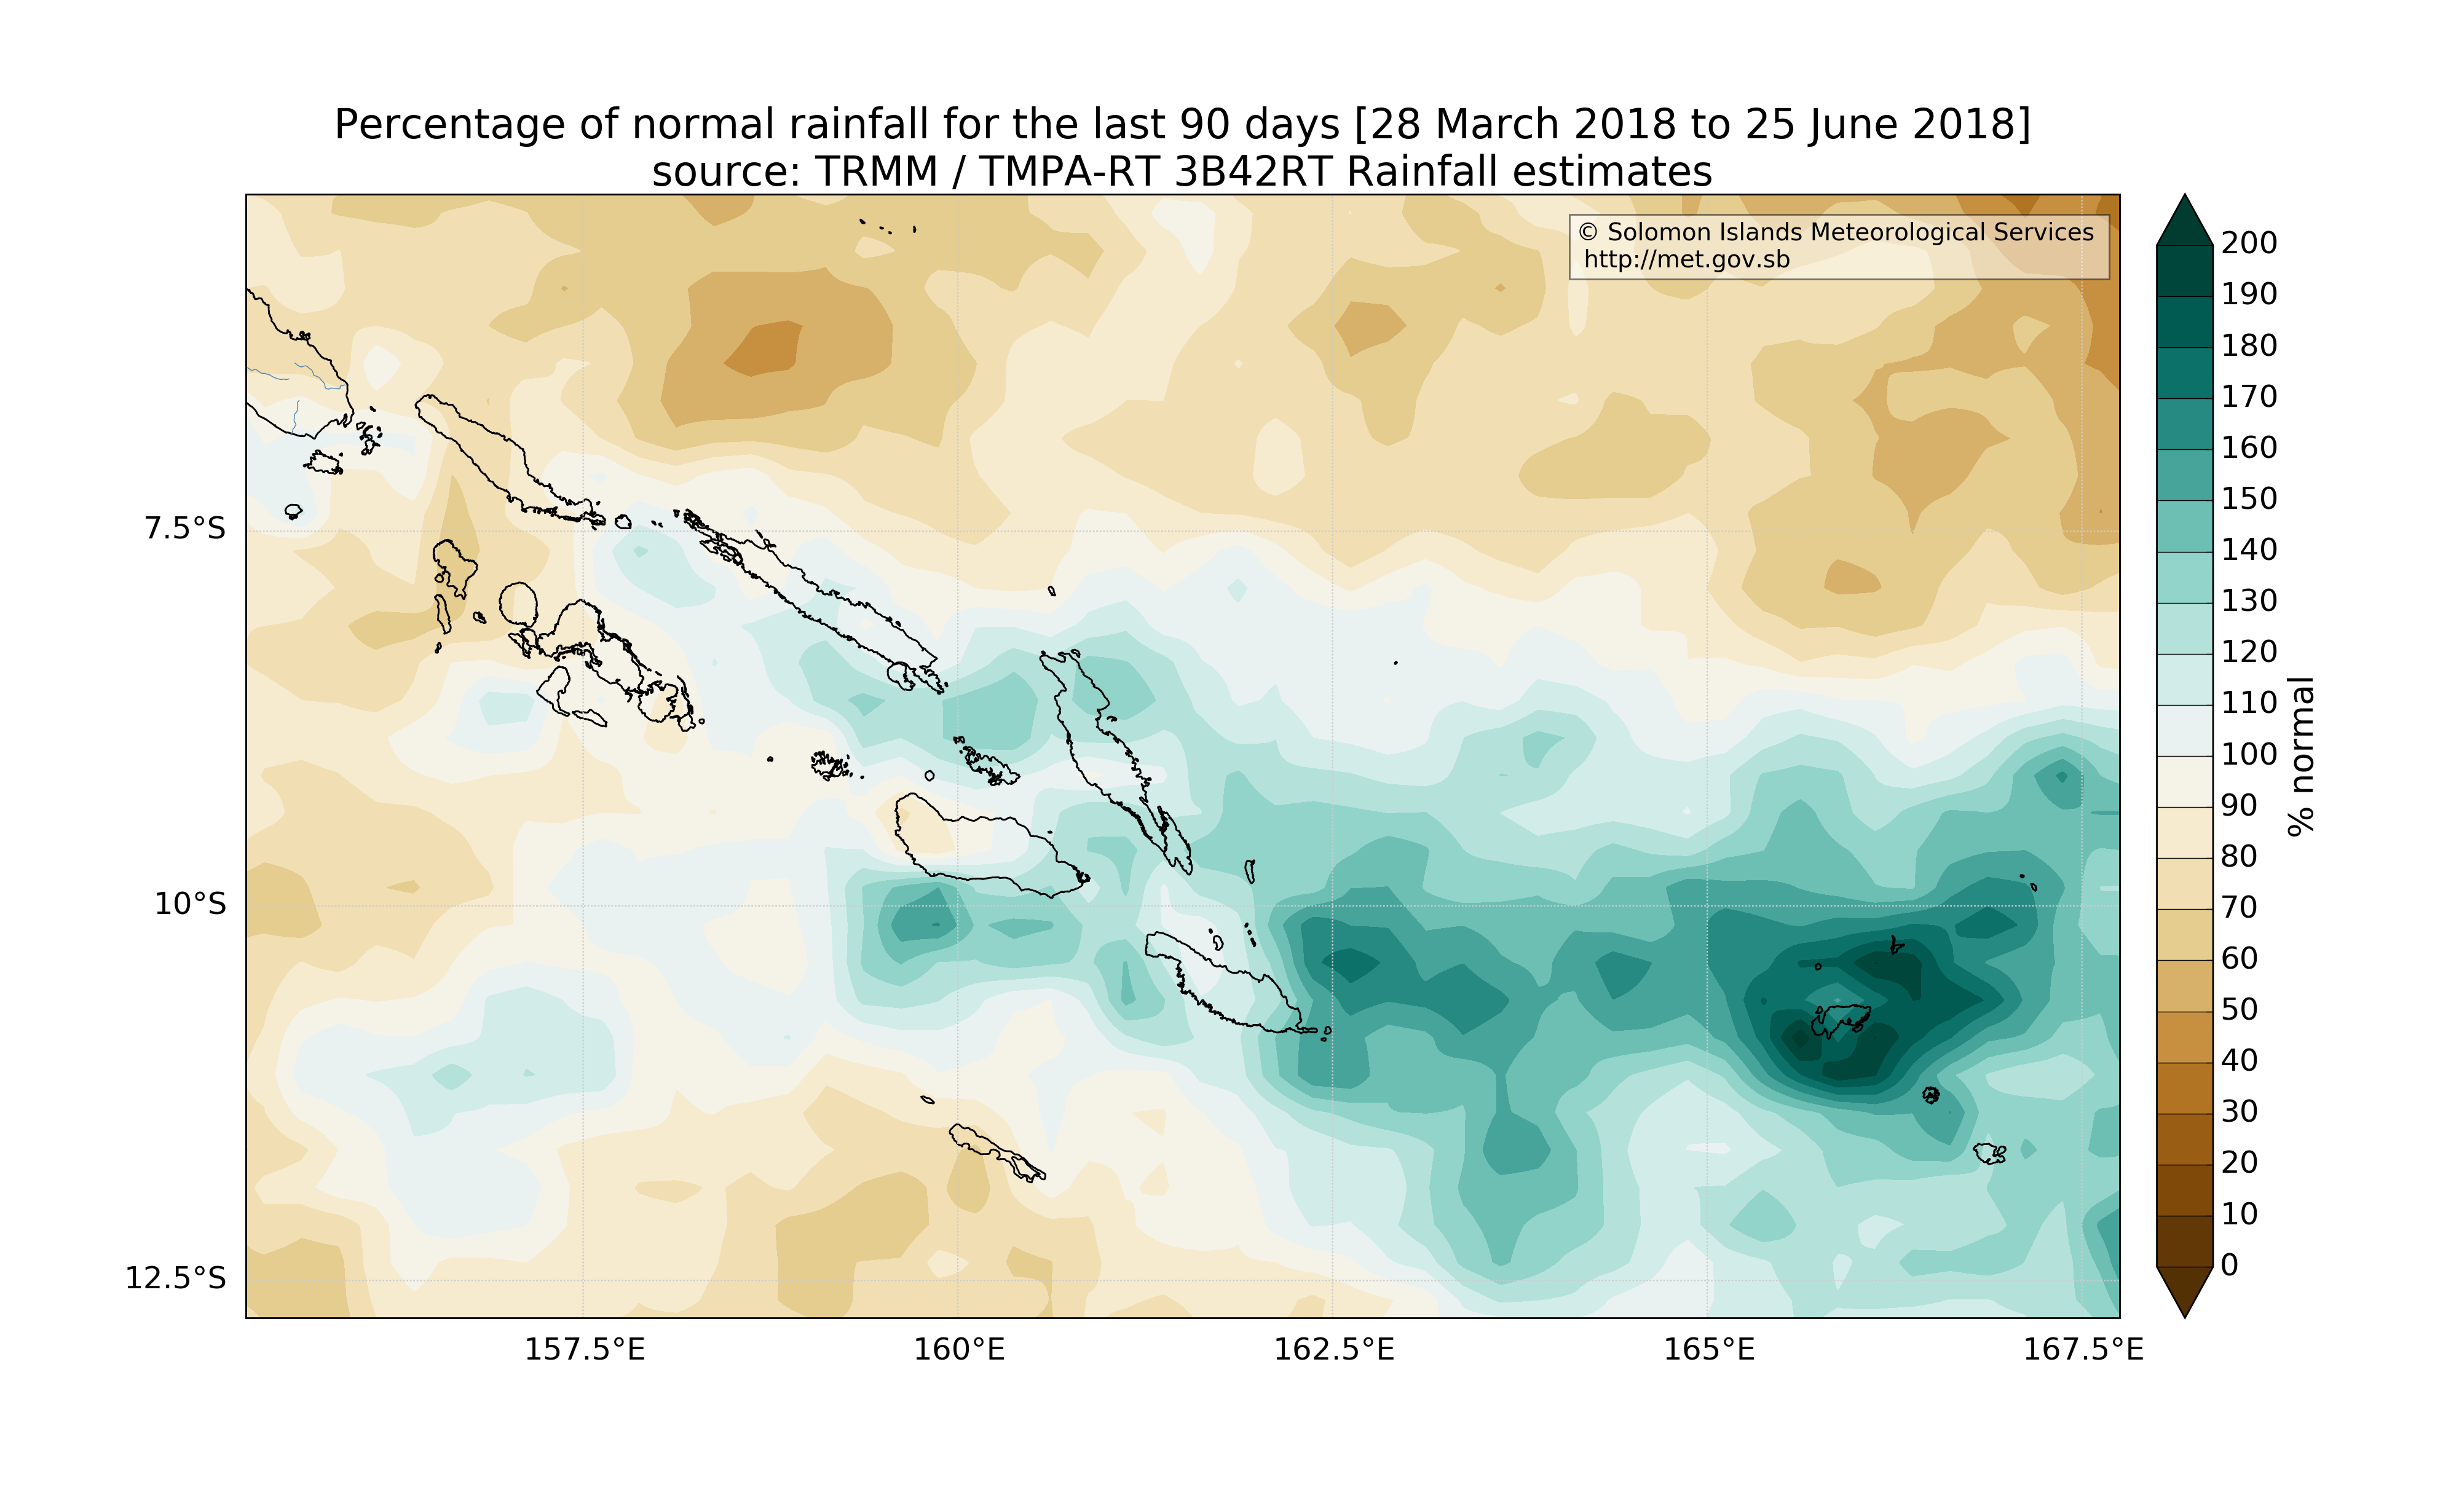 Percentage of normal rainfall for the last 90 days [28 March 2018 to 25 June 2018]
source: TRMM / TMPA-RT 3B42RT Rainfall estimates
© Solomon Islands Meteorological Services
http://met.gov.sb
7.5°S
10°S
12.5°S
157.5°E
160°E
162.5°E
165°E
167.5°E
200
190
180
170
160
150
140
130
120
110
100
90
80
70
60
50
40
30
20
10
0
% normal